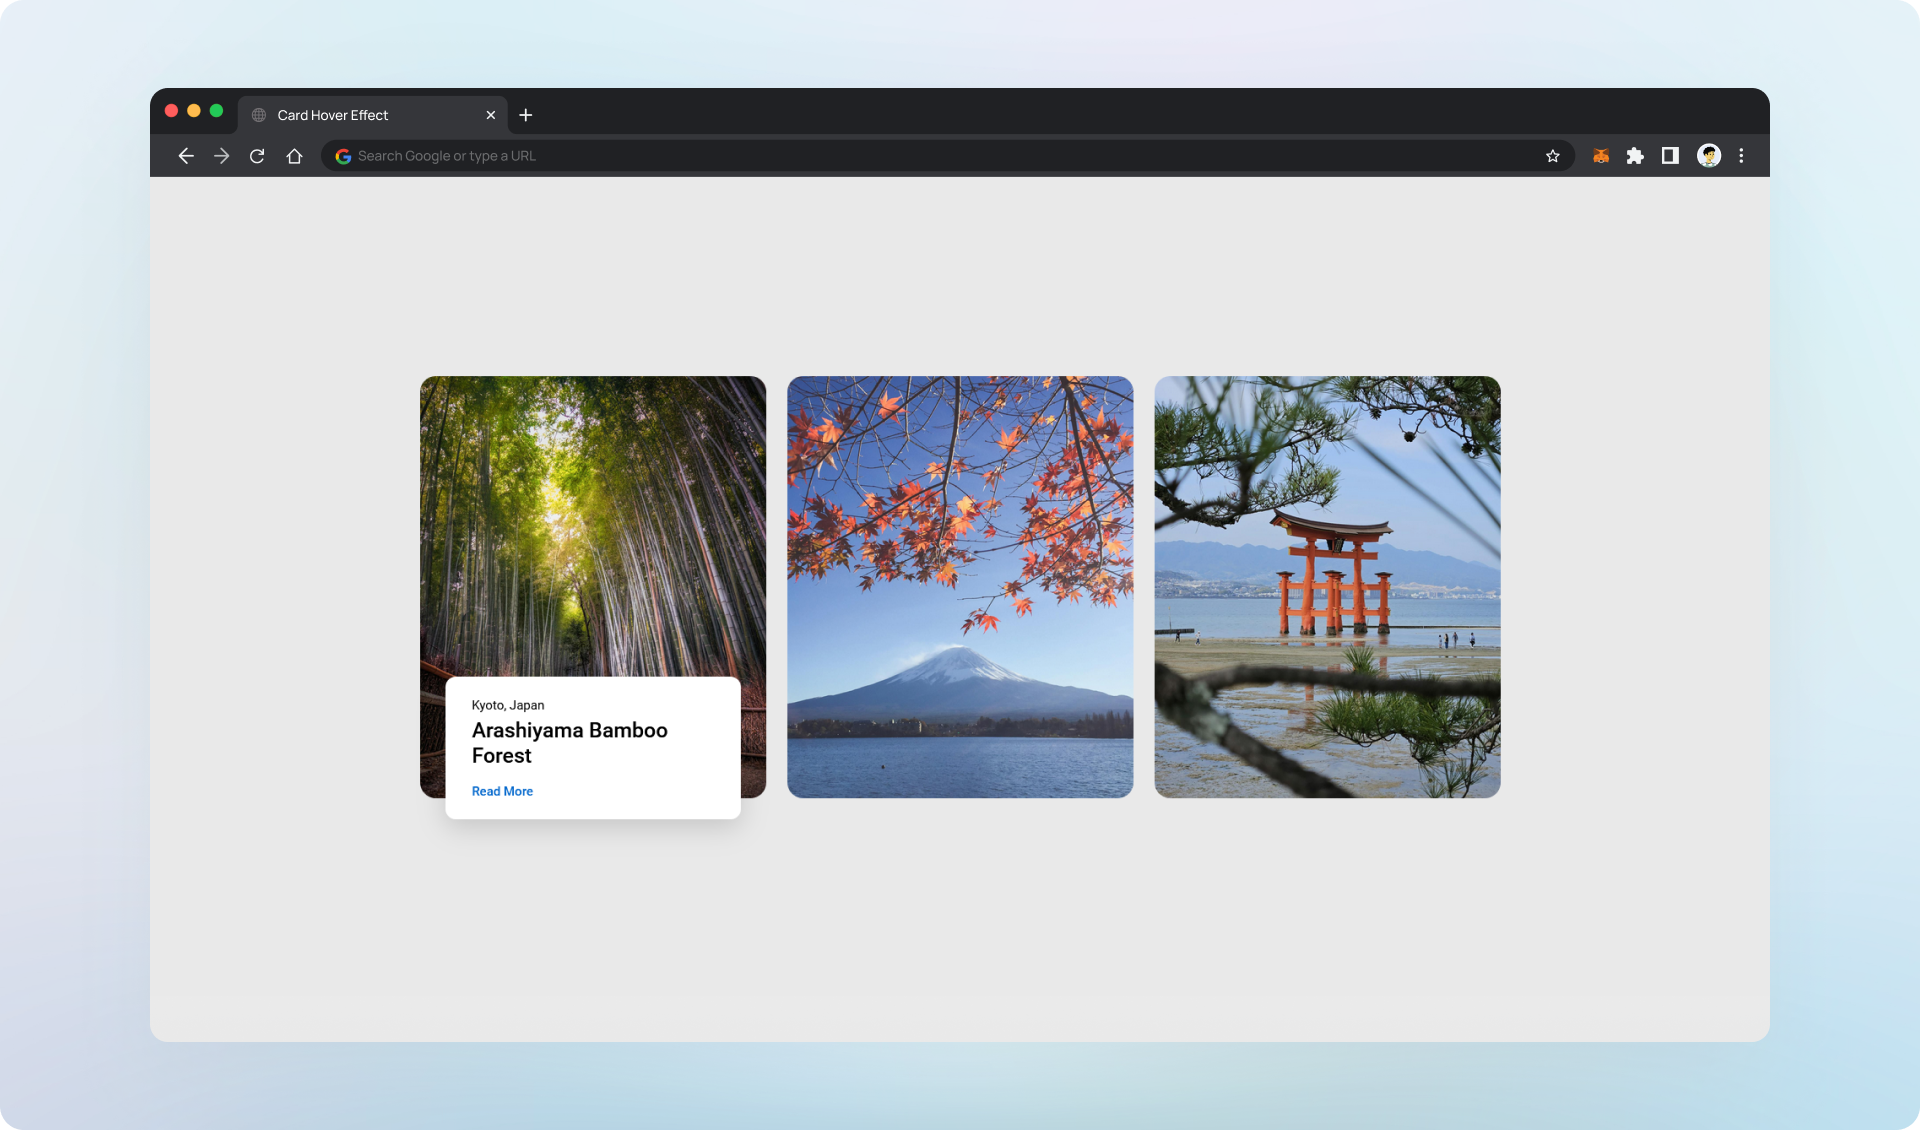 Card Hover Effect
Search Google or type a URL
Kyoto, Japan
Arashiyama Bamboo
Forest
Read More